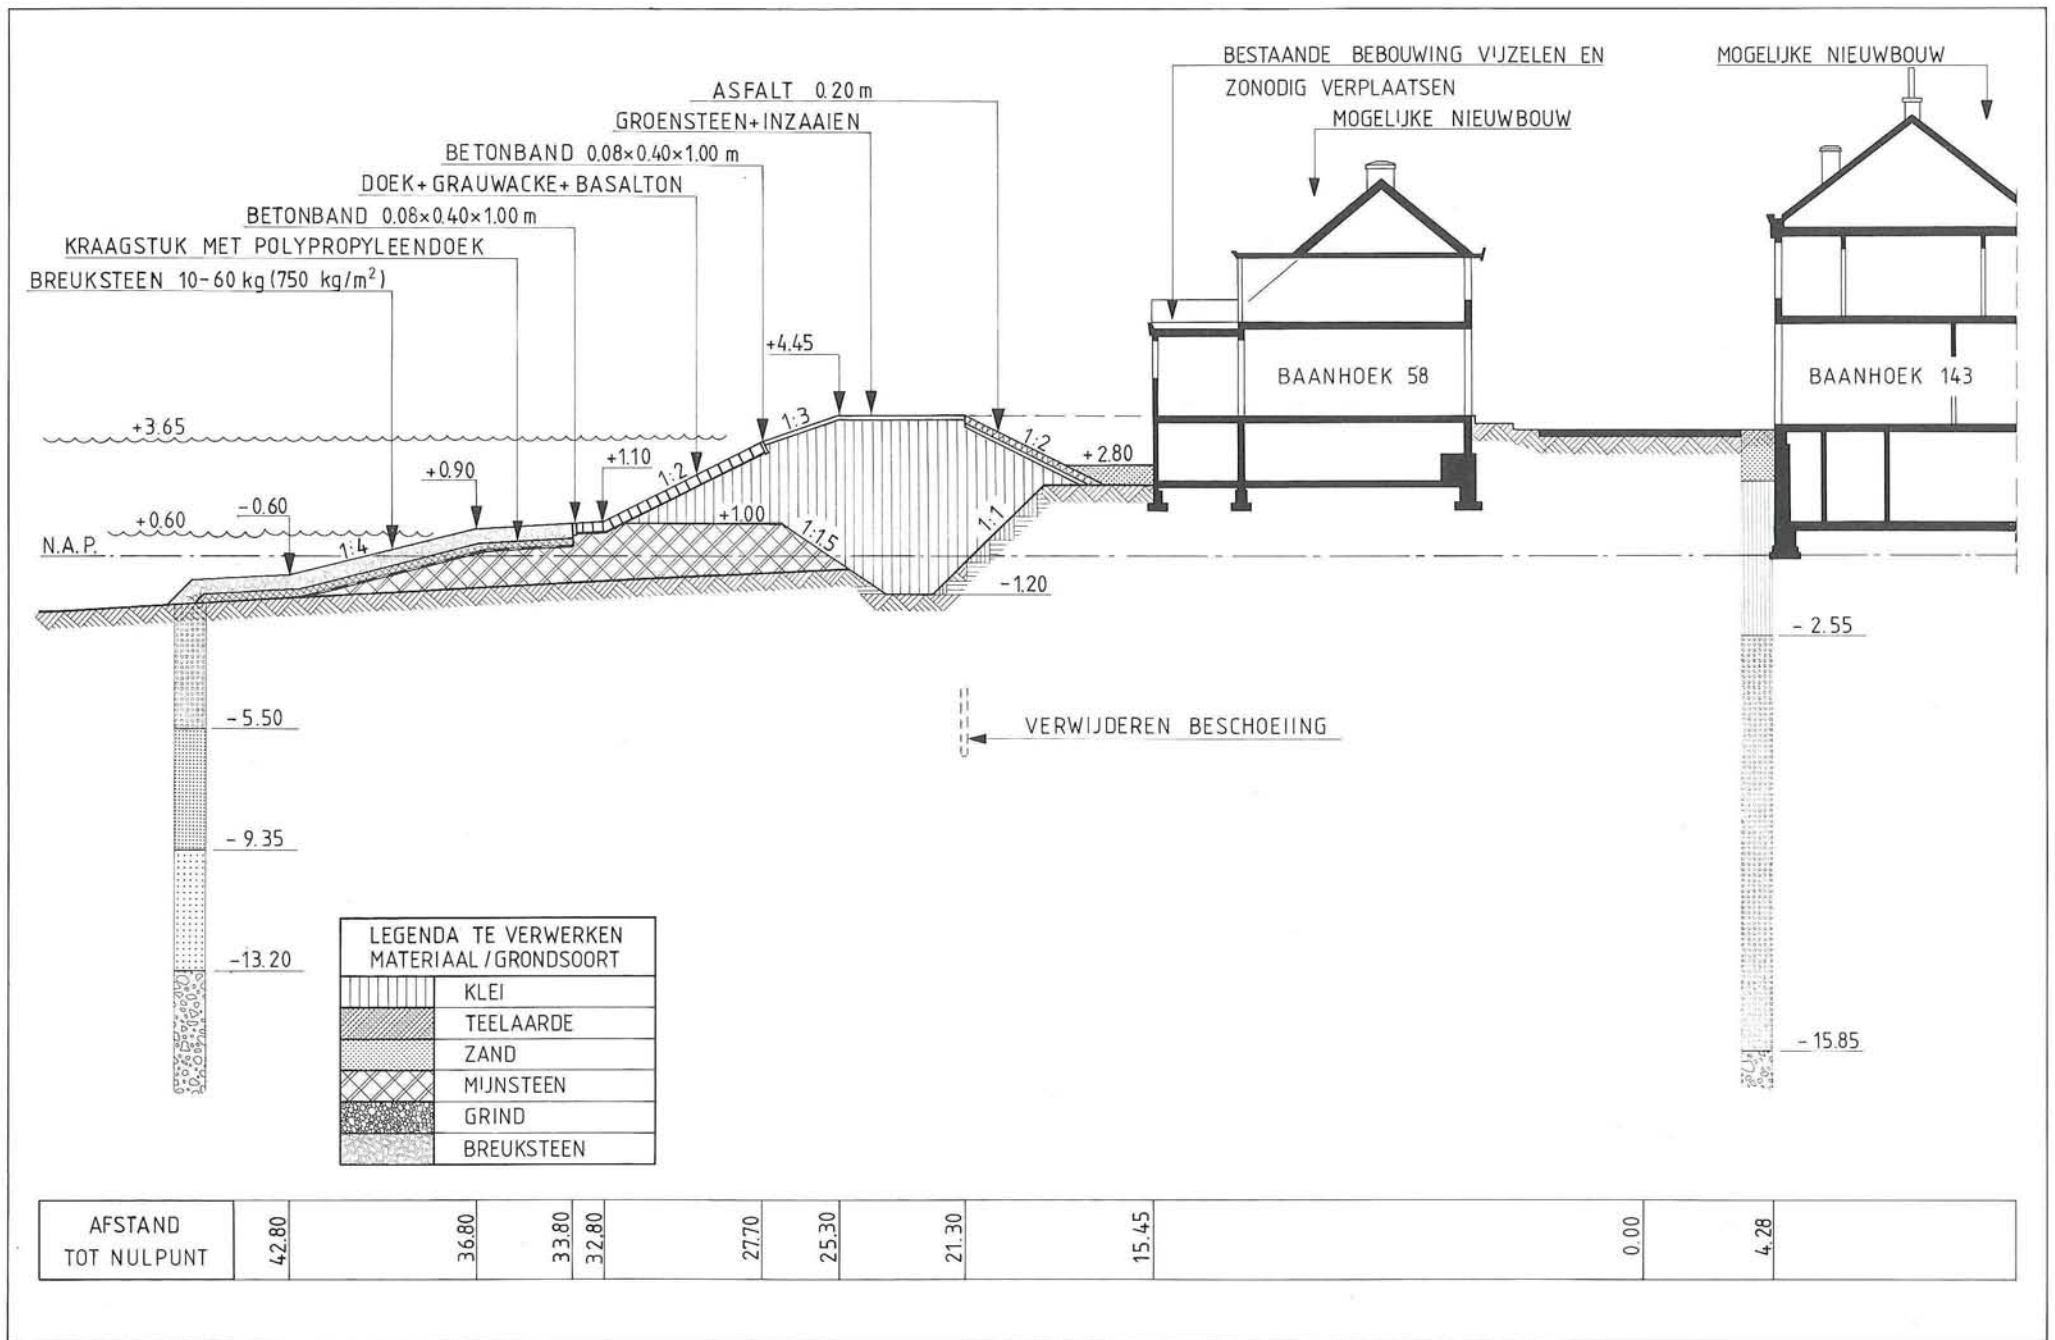 BESTAANDE BEBOUWING VIJZELEN EN
ZONODIG VERPLAATSEN
MOGELIJKE NIEUWBOUW
MOGELIJKE NIEUWBOUW
ASFALT 0.20 m
GROENSTEEN+INZAAIEN
BETONBAND 0.08×0.40×1.00 m
DOEK+GRAUWACKE+BASALTON
BETONBAND 0.08×0.40×1.00 m
KRAAGSTUK MET POLYPROPYLEENDOEK
BREUKSTEEN 10-60 kg (750 kg/m²)
+4.45
BAANHOEK 58
BAANHOEK 143
+3.65
1:3
1:2
+2.80
+0.90
+1.10
1:2
-0.60
+0.60
+1.00
1:1.5
1:1
1:4
N.A.P.
-1.20
- 2.55
- 5.50
VERWIJDEREN BESCHOEIING
- 9.35
-13.20
- 15.85
LEGENDA TE VERWERKEN
MATERIAAL/GRONDSOORT
KLEI
TEELAARDE
ZAND
MIJNSTEEN
GRIND
BREUKSTEEN
AFSTAND
TOT NULPUNT
42.80
36.80
33.80
32.80
27.70
25.30
21.30
15.45
0.00
4.28